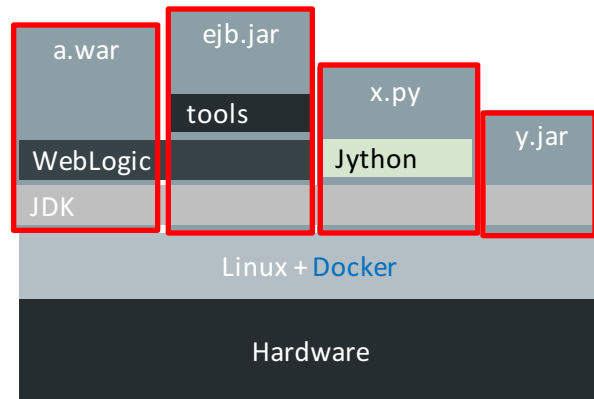 a.war
ejb.jar
x.py
y.jar
tools
WebLogic
Jython
JDK
Linux + Docker
Hardware